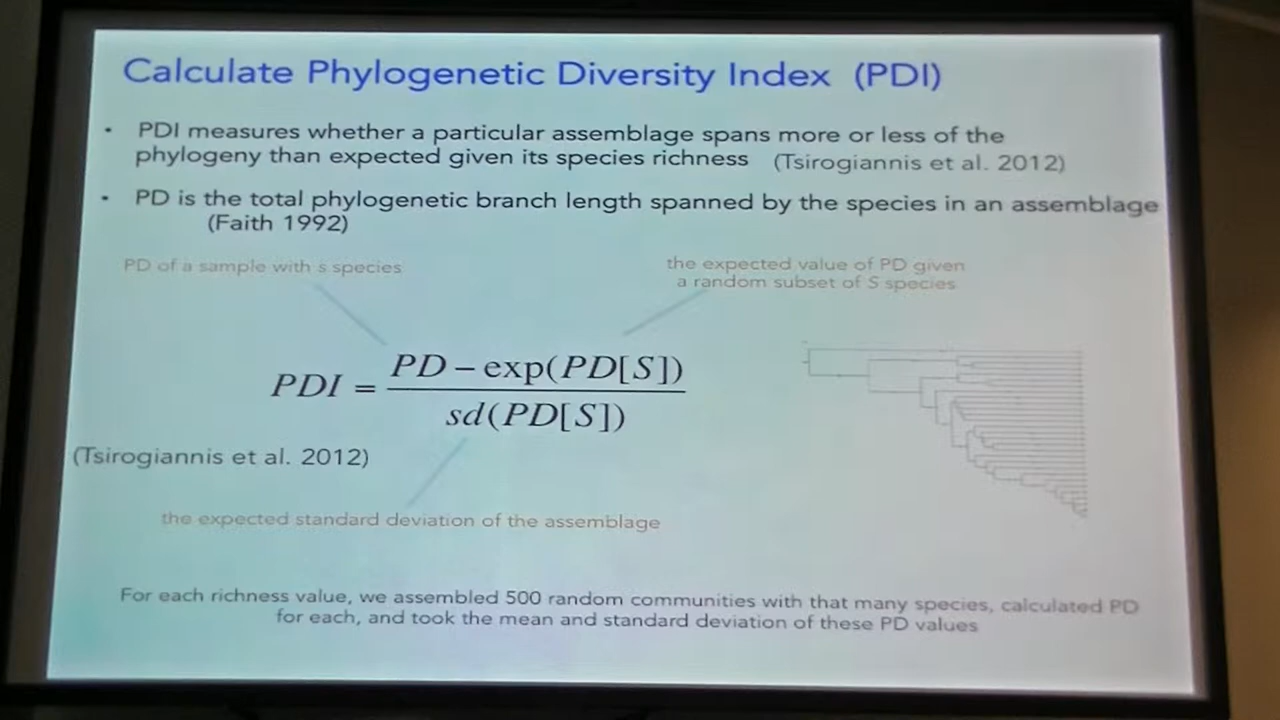 Calculate Phylogenetic Diversity Index (PDI)
• PDI measures whether a particular assemblage spans more or less of the
phylogeny than expected given its species richness (Tsirogiannis et al. 2012)
• PD is the total phylogenetic branch length spanned by the species in an assemblage
(Faith 1992)
PD of a sample with s species
the expected value of PD given
a random subset of S species
PDI = PD – exp(PD[S])
sd(PD[S])
(Tsirogiannis et al. 2012)
the expected standard deviation of the assemblage
For each richness value, we assembled 500 random communities with that many species, calculated PD
for each, and took the mean and standard deviation of these PD values